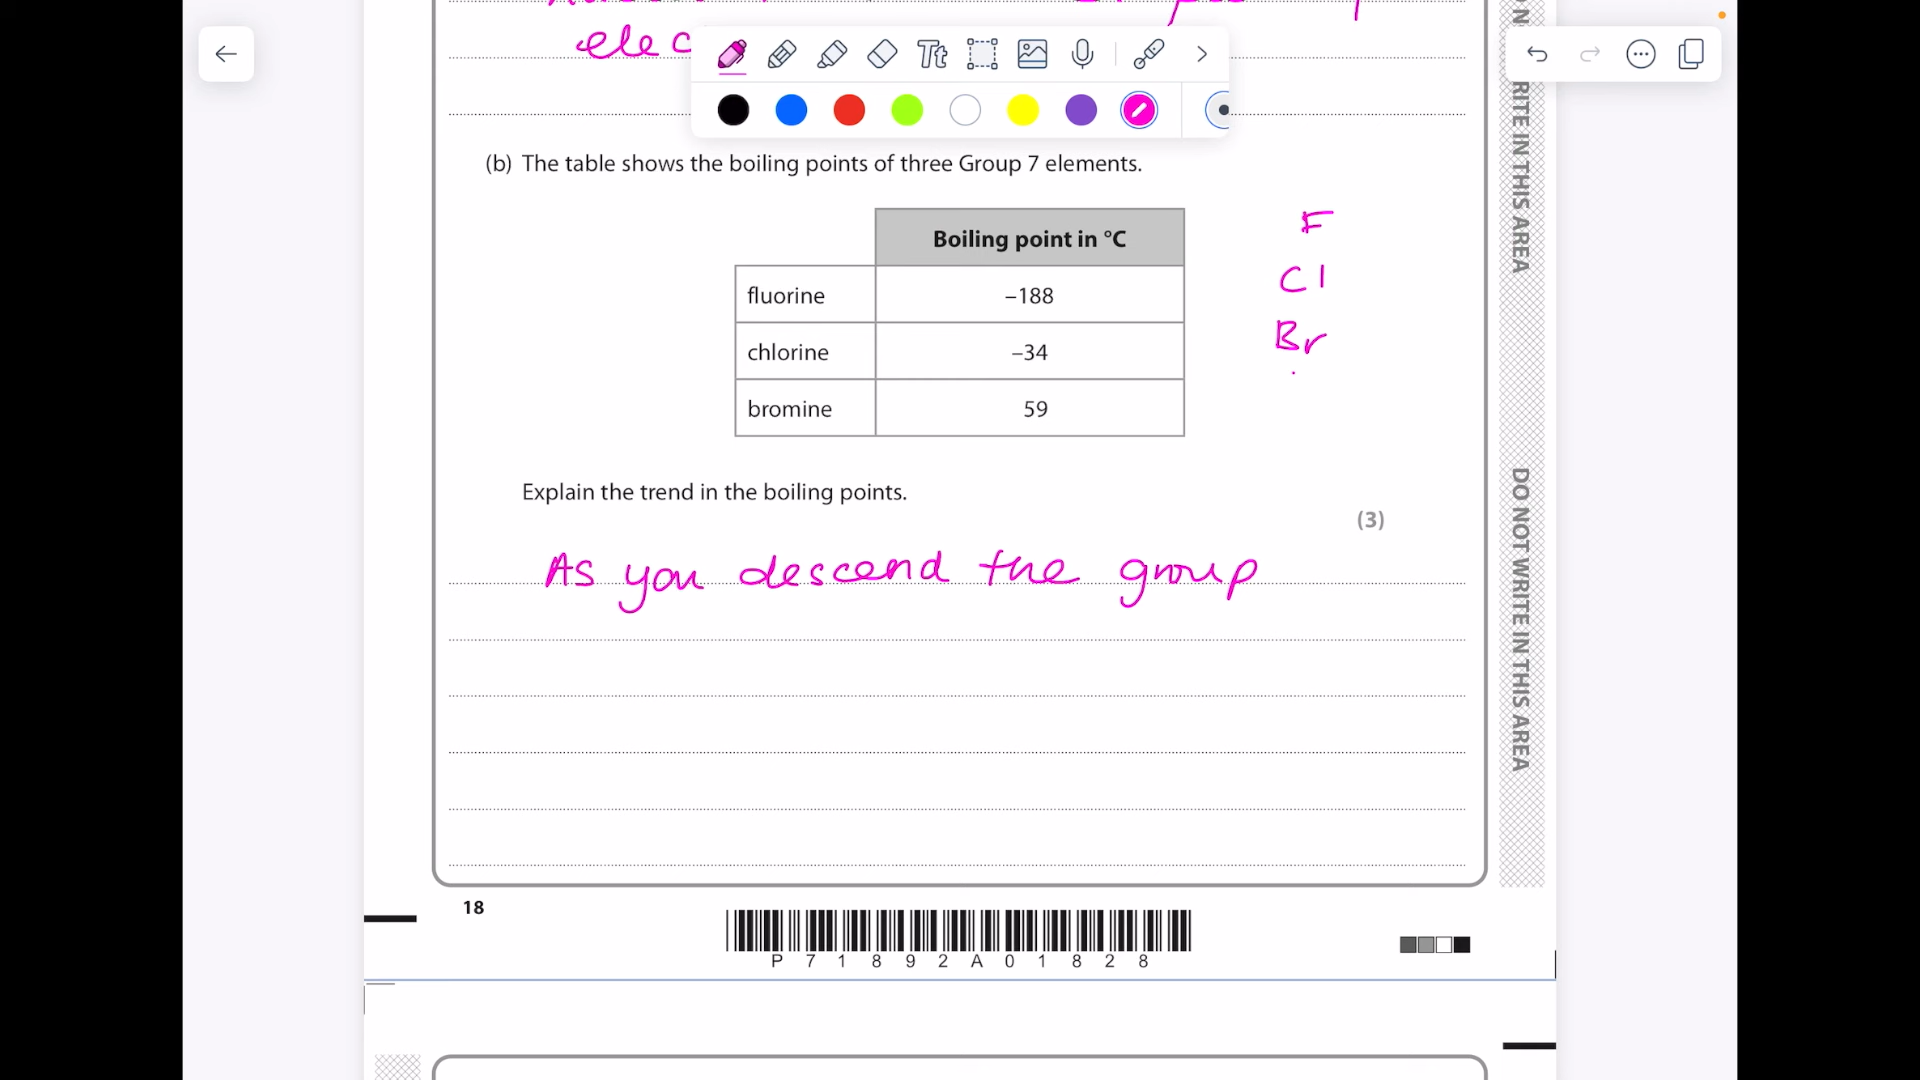 elec
Tt
(b) The table shows the boiling points of three Group 7 elements.
Boiling point in °C
fluorine –188
chlorine –34
bromine 59
F
Cl
Br
Explain the trend in the boiling points.
(3)
As you descend the group
18
P 7 1 8 9 2 A 0 1 8 2 8
RITE IN THIS AREA
DO NOT WRITE IN THIS AREA